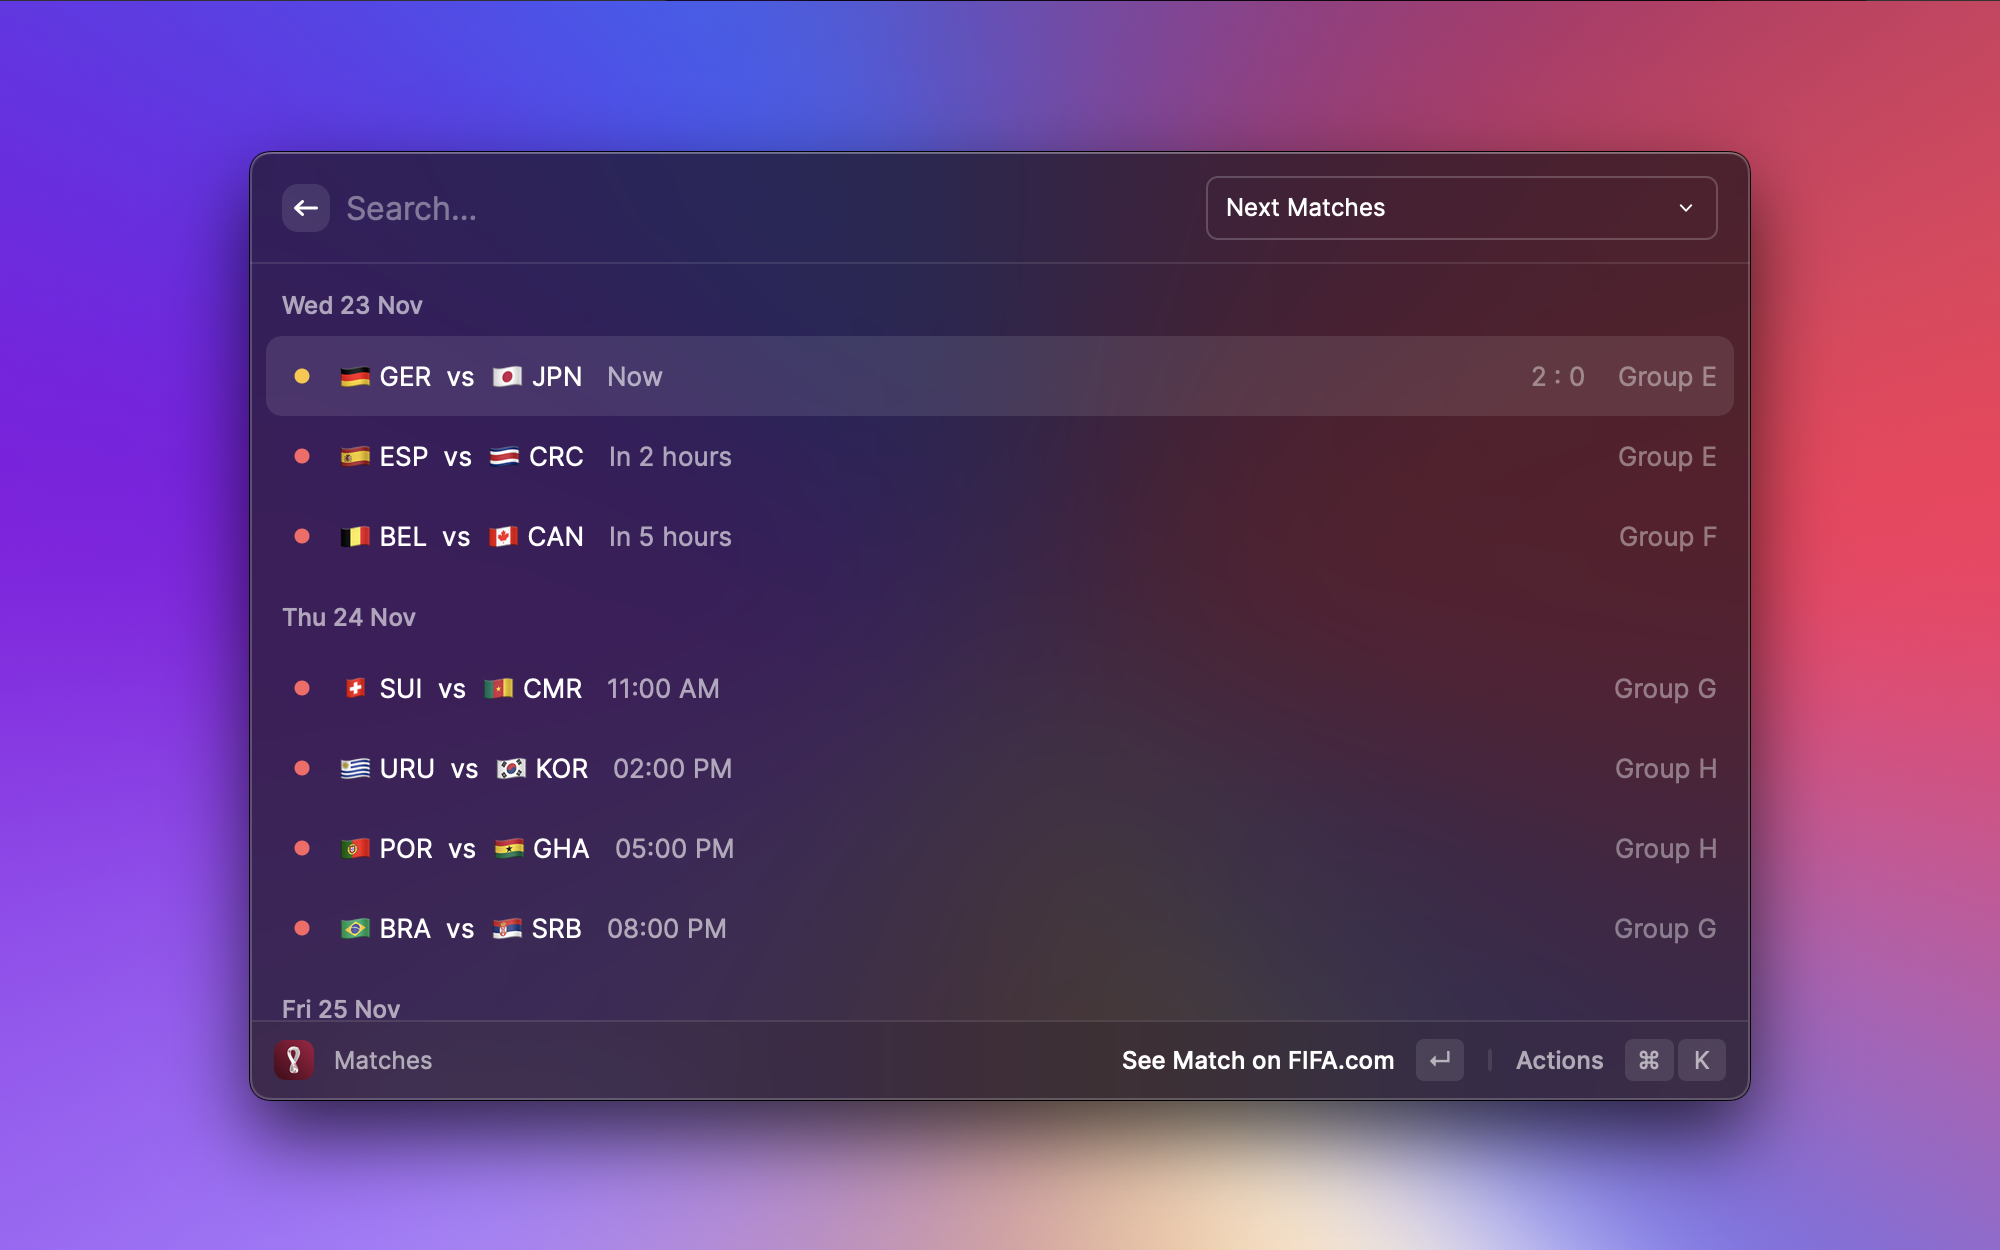 Search...
Next Matches
Wed 23 Nov
GER vs JPN Now 2 : 0 Group E
ESP vs CRC In 2 hours Group E
BEL vs CAN In 5 hours Group F
Thu 24 Nov
SUI vs CMR 11:00 AM Group G
URU vs KOR 02:00 PM Group H
POR vs GHA 05:00 PM Group H
BRA vs SRB 08:00 PM Group G
Fri 25 Nov
Matches See Match on FIFA.com Actions ⌘ K